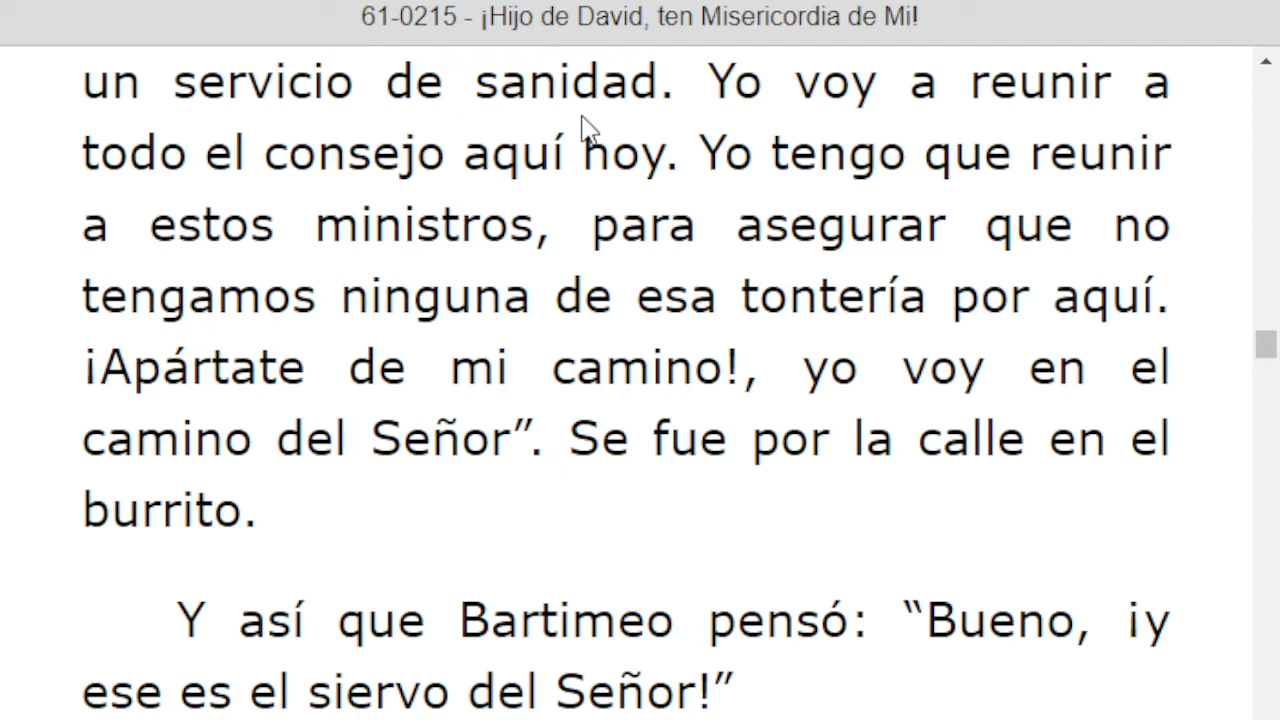 61-0215 - ¡Hijo de David, ten Misericordia de Mi!
un servicio de sanidad. Yo voy a reunir a
todo el consejo aquí hoy. Yo tengo que reunir
a estos ministros, para asegurar que no
tengamos ninguna de esa tontería por aquí.
¡Apártate de mi camino!, yo voy en el
camino del Señor”. Se fue por la calle en el
burrito.
Y así que Bartimeo pensó: “Bueno, ¡y
ese es el siervo del Señor!”